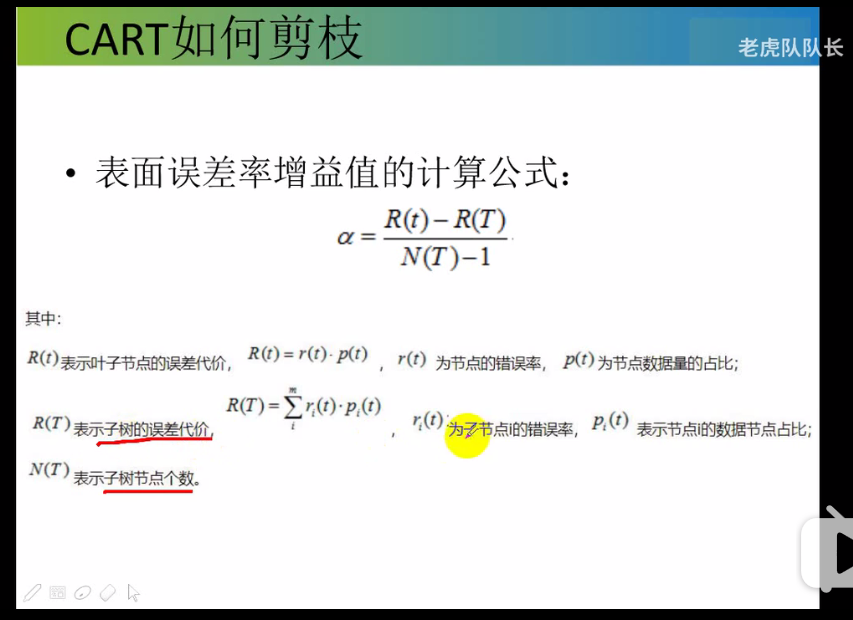 CART如何剪枝
老虎队队长
• 表面误差率增益值的计算公式：
α = \frac{R(t) − R(T)}{N(T) − 1}
其中：
R(t) 表示叶子节点的误差代价， R(t) = r(t) · p(t) ， r(t) 为节点的错误率， p(t) 为节点数据量的占比；
R(T) 表示子树的误差代价， R(T) = \sum_{i}^{m} r_i(t) · p_i(t) ， r_i(t) 为子节点i的错误率， p_i(t) 表示节点i的数据节点占比；
N(T) 表示子树节点个数。